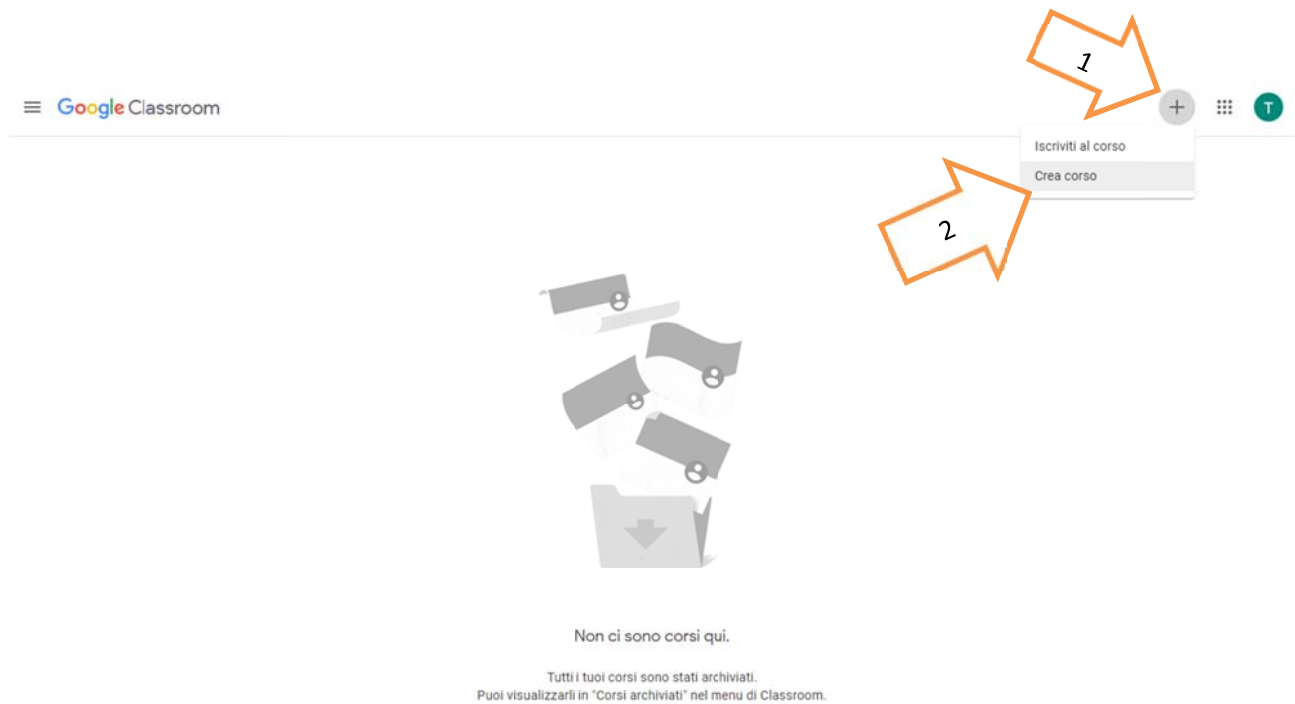 1
Google Classroom
T
Iscriviti al corso
Crea corso
2
Non ci sono corsi qui.
Tutti i tuoi corsi sono stati archiviati.
Puoi visualizzarli in "Corsi archiviati" nel menu di Classroom.